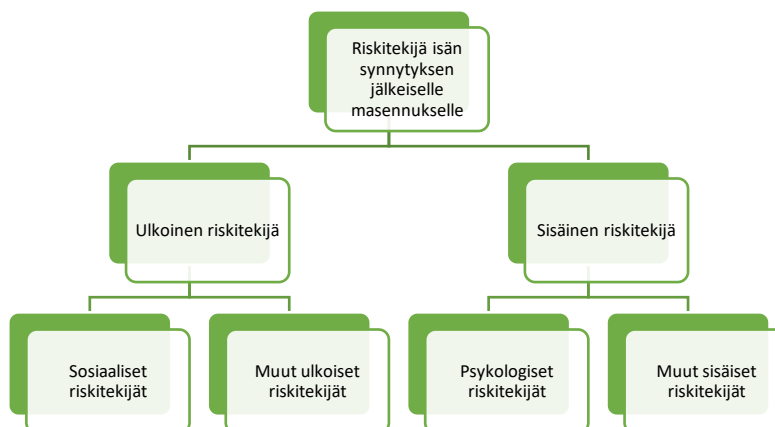 Riskitekijä isän
synnytyksen
jälkeiselle
masennukselle
Ulkoinen riskitekijä
Sisäinen riskitekijä
Sosiaaliset
riskitekijät
Muut ulkoiset
riskitekijät
Psykologiset
riskitekijät
Muut sisäiset
riskitekijät